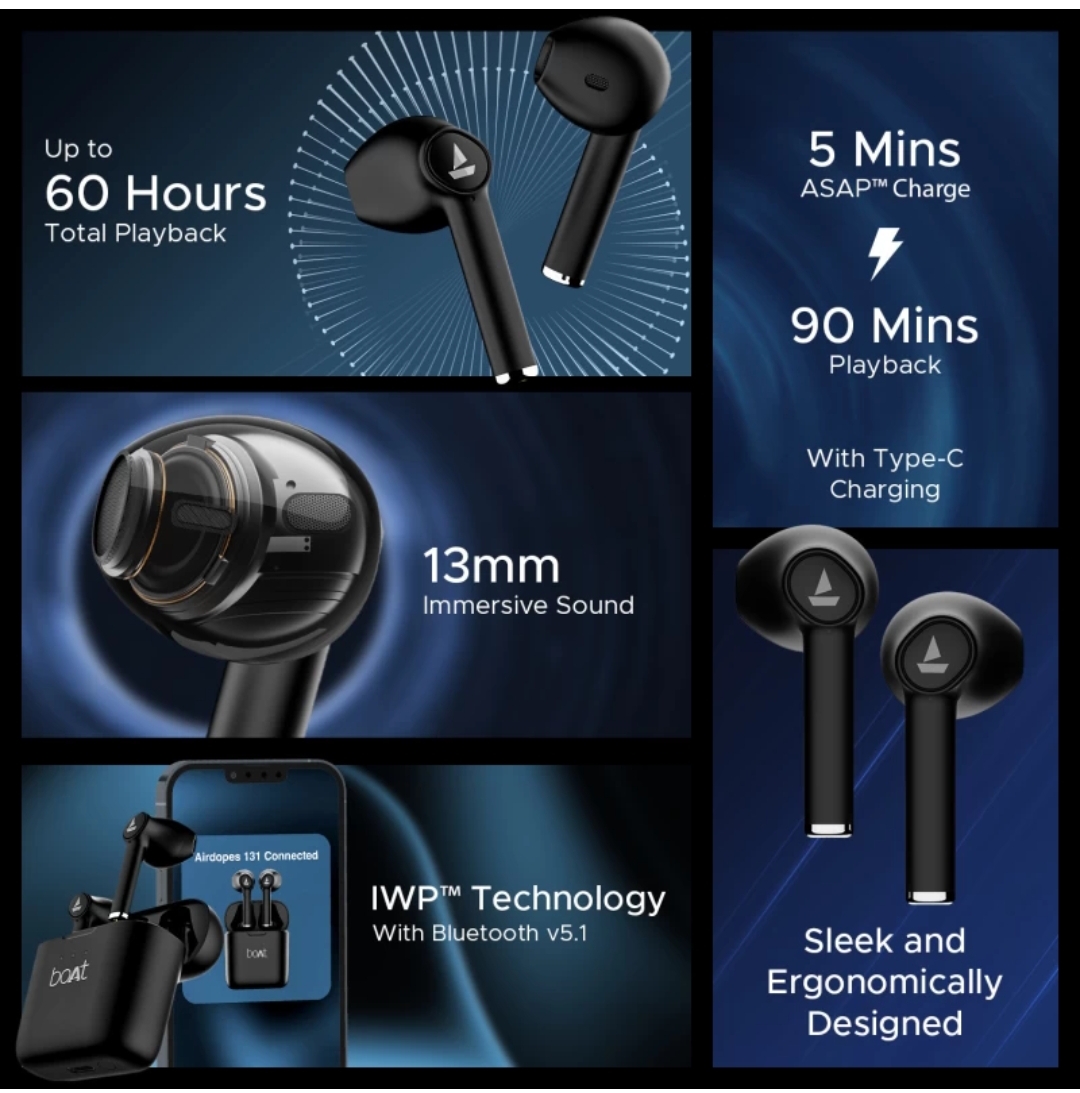 Up to
60 Hours
Total Playback
5 Mins
ASAP™ Charge
90 Mins
Playback
With Type-C
Charging
13mm
Immersive Sound
Airdopes 131 Connected
boAt
boAt
IWP™ Technology
With Bluetooth v5.1
Sleek and
Ergonomically
Designed